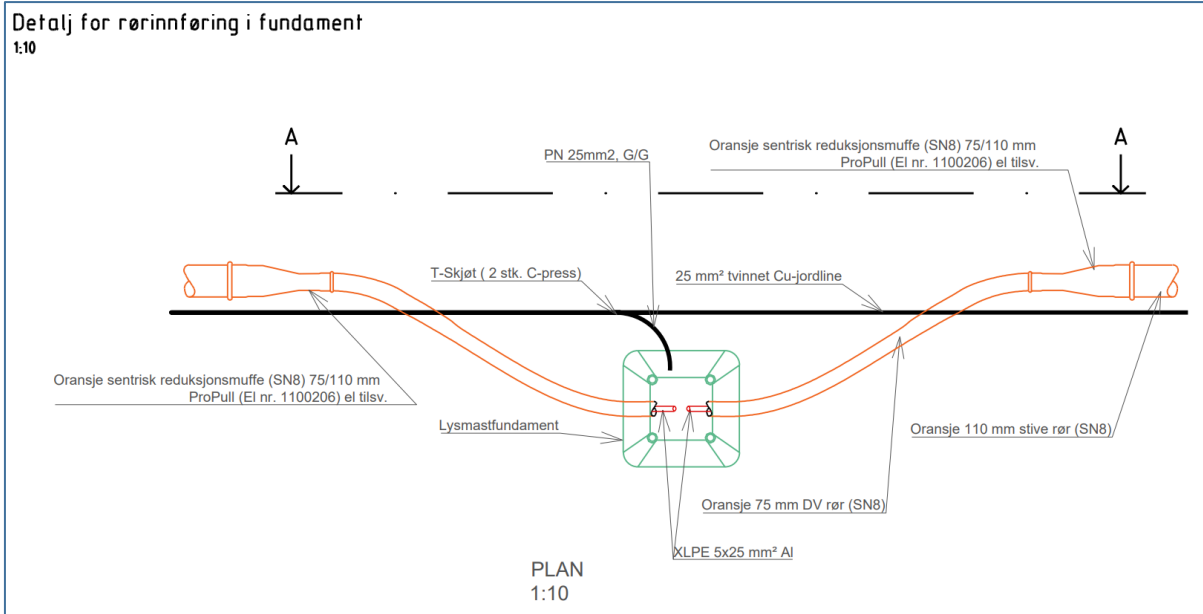 Detalj for rørinnføring i fundament
1:10
A
A
PN 25mm2, G/G
Oransje sentrisk reduksjonsmuffe (SN8) 75/110 mm
ProPull (El nr. 1100206) el tilsv.
T-Skjøt ( 2 stk. C-press)
25 mm² tvinnet Cu-jordline
Oransje sentrisk reduksjonsmuffe (SN8) 75/110 mm
ProPull (El nr. 1100206) el tilsv.
Lysmastfundament
Oransje 110 mm stive rør (SN8)
Oransje 75 mm DV rør (SN8)
XLPE 5x25 mm² Al
PLAN
1:10